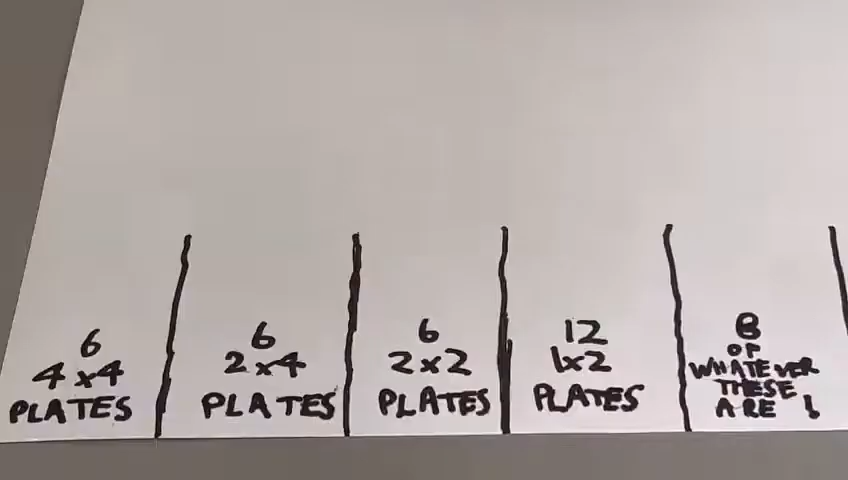 6
4x4
PLATES
6
2x4
PLATES
6
2x2
PLATES
12
1x2
PLATES
8
OF
WHATEVER
THESE
ARE !